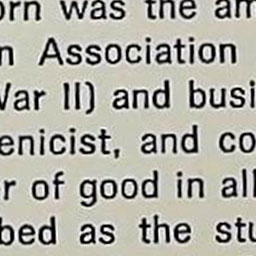 orn was the am
n Association
War II) and busi
enicist, and co
r of good in all
bed as the stu